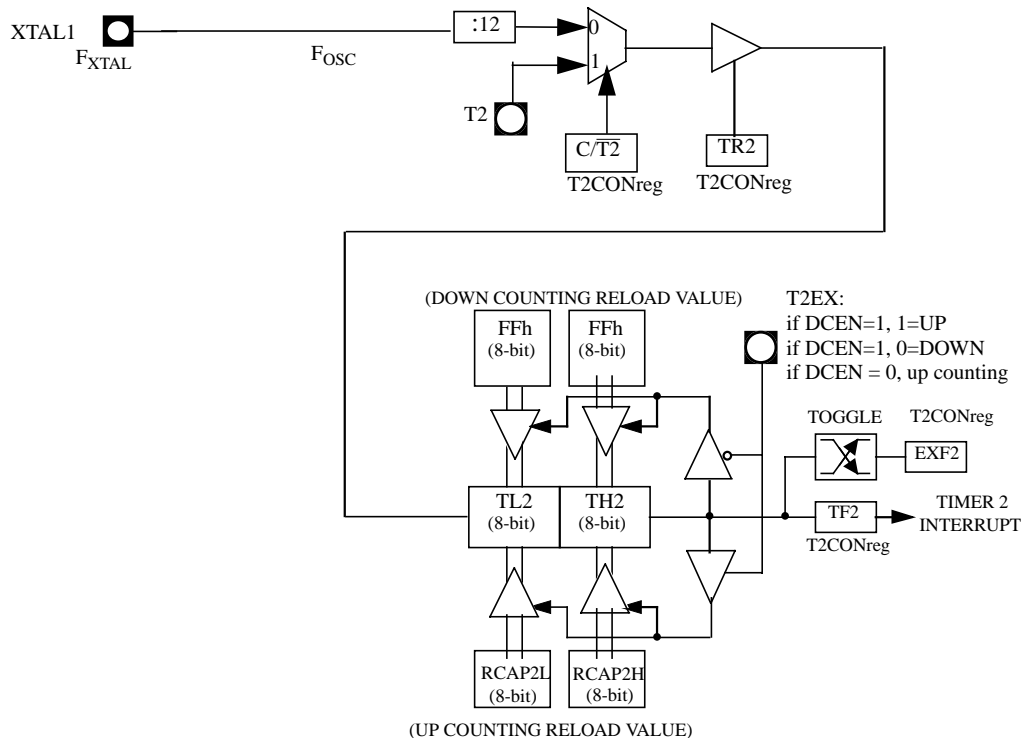 XTAL1
F_XTAL
F_OSC
:12
0
1
T2
C/T̅2̅
T2CONreg
TR2
T2CONreg
(DOWN COUNTING RELOAD VALUE)
FFh
(8-bit)
FFh
(8-bit)
T2EX:
if DCEN=1, 1=UP
if DCEN=1, 0=DOWN
if DCEN = 0, up counting
TOGGLE
T2CONreg
EXF2
TL2
(8-bit)
TH2
(8-bit)
TF2
T2CONreg
TIMER 2
INTERRUPT
RCAP2L
(8-bit)
RCAP2H
(8-bit)
(UP COUNTING RELOAD VALUE)